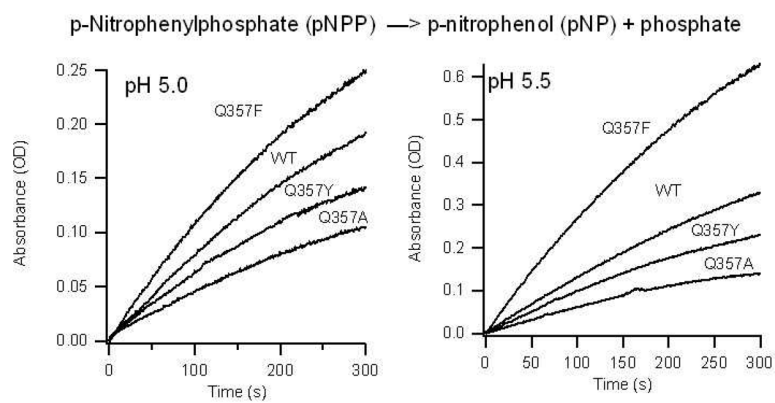 p-Nitrophenylphosphate (pNPP) —> p-nitrophenol (pNP) + phosphate
pH 5.0
Q357F
WT
Q357Y
Q357A
Absorbance (OD)
0.25
0.20
0.15
0.10
0.05
0.00
0 100 200 300
Time (s)
pH 5.5
Q357F
WT
Q357Y
Q357A
Absorbance (OD)
0.6
0.5
0.4
0.3
0.2
0.1
0.0
0 50 100 150 200 250 300
Time (s)